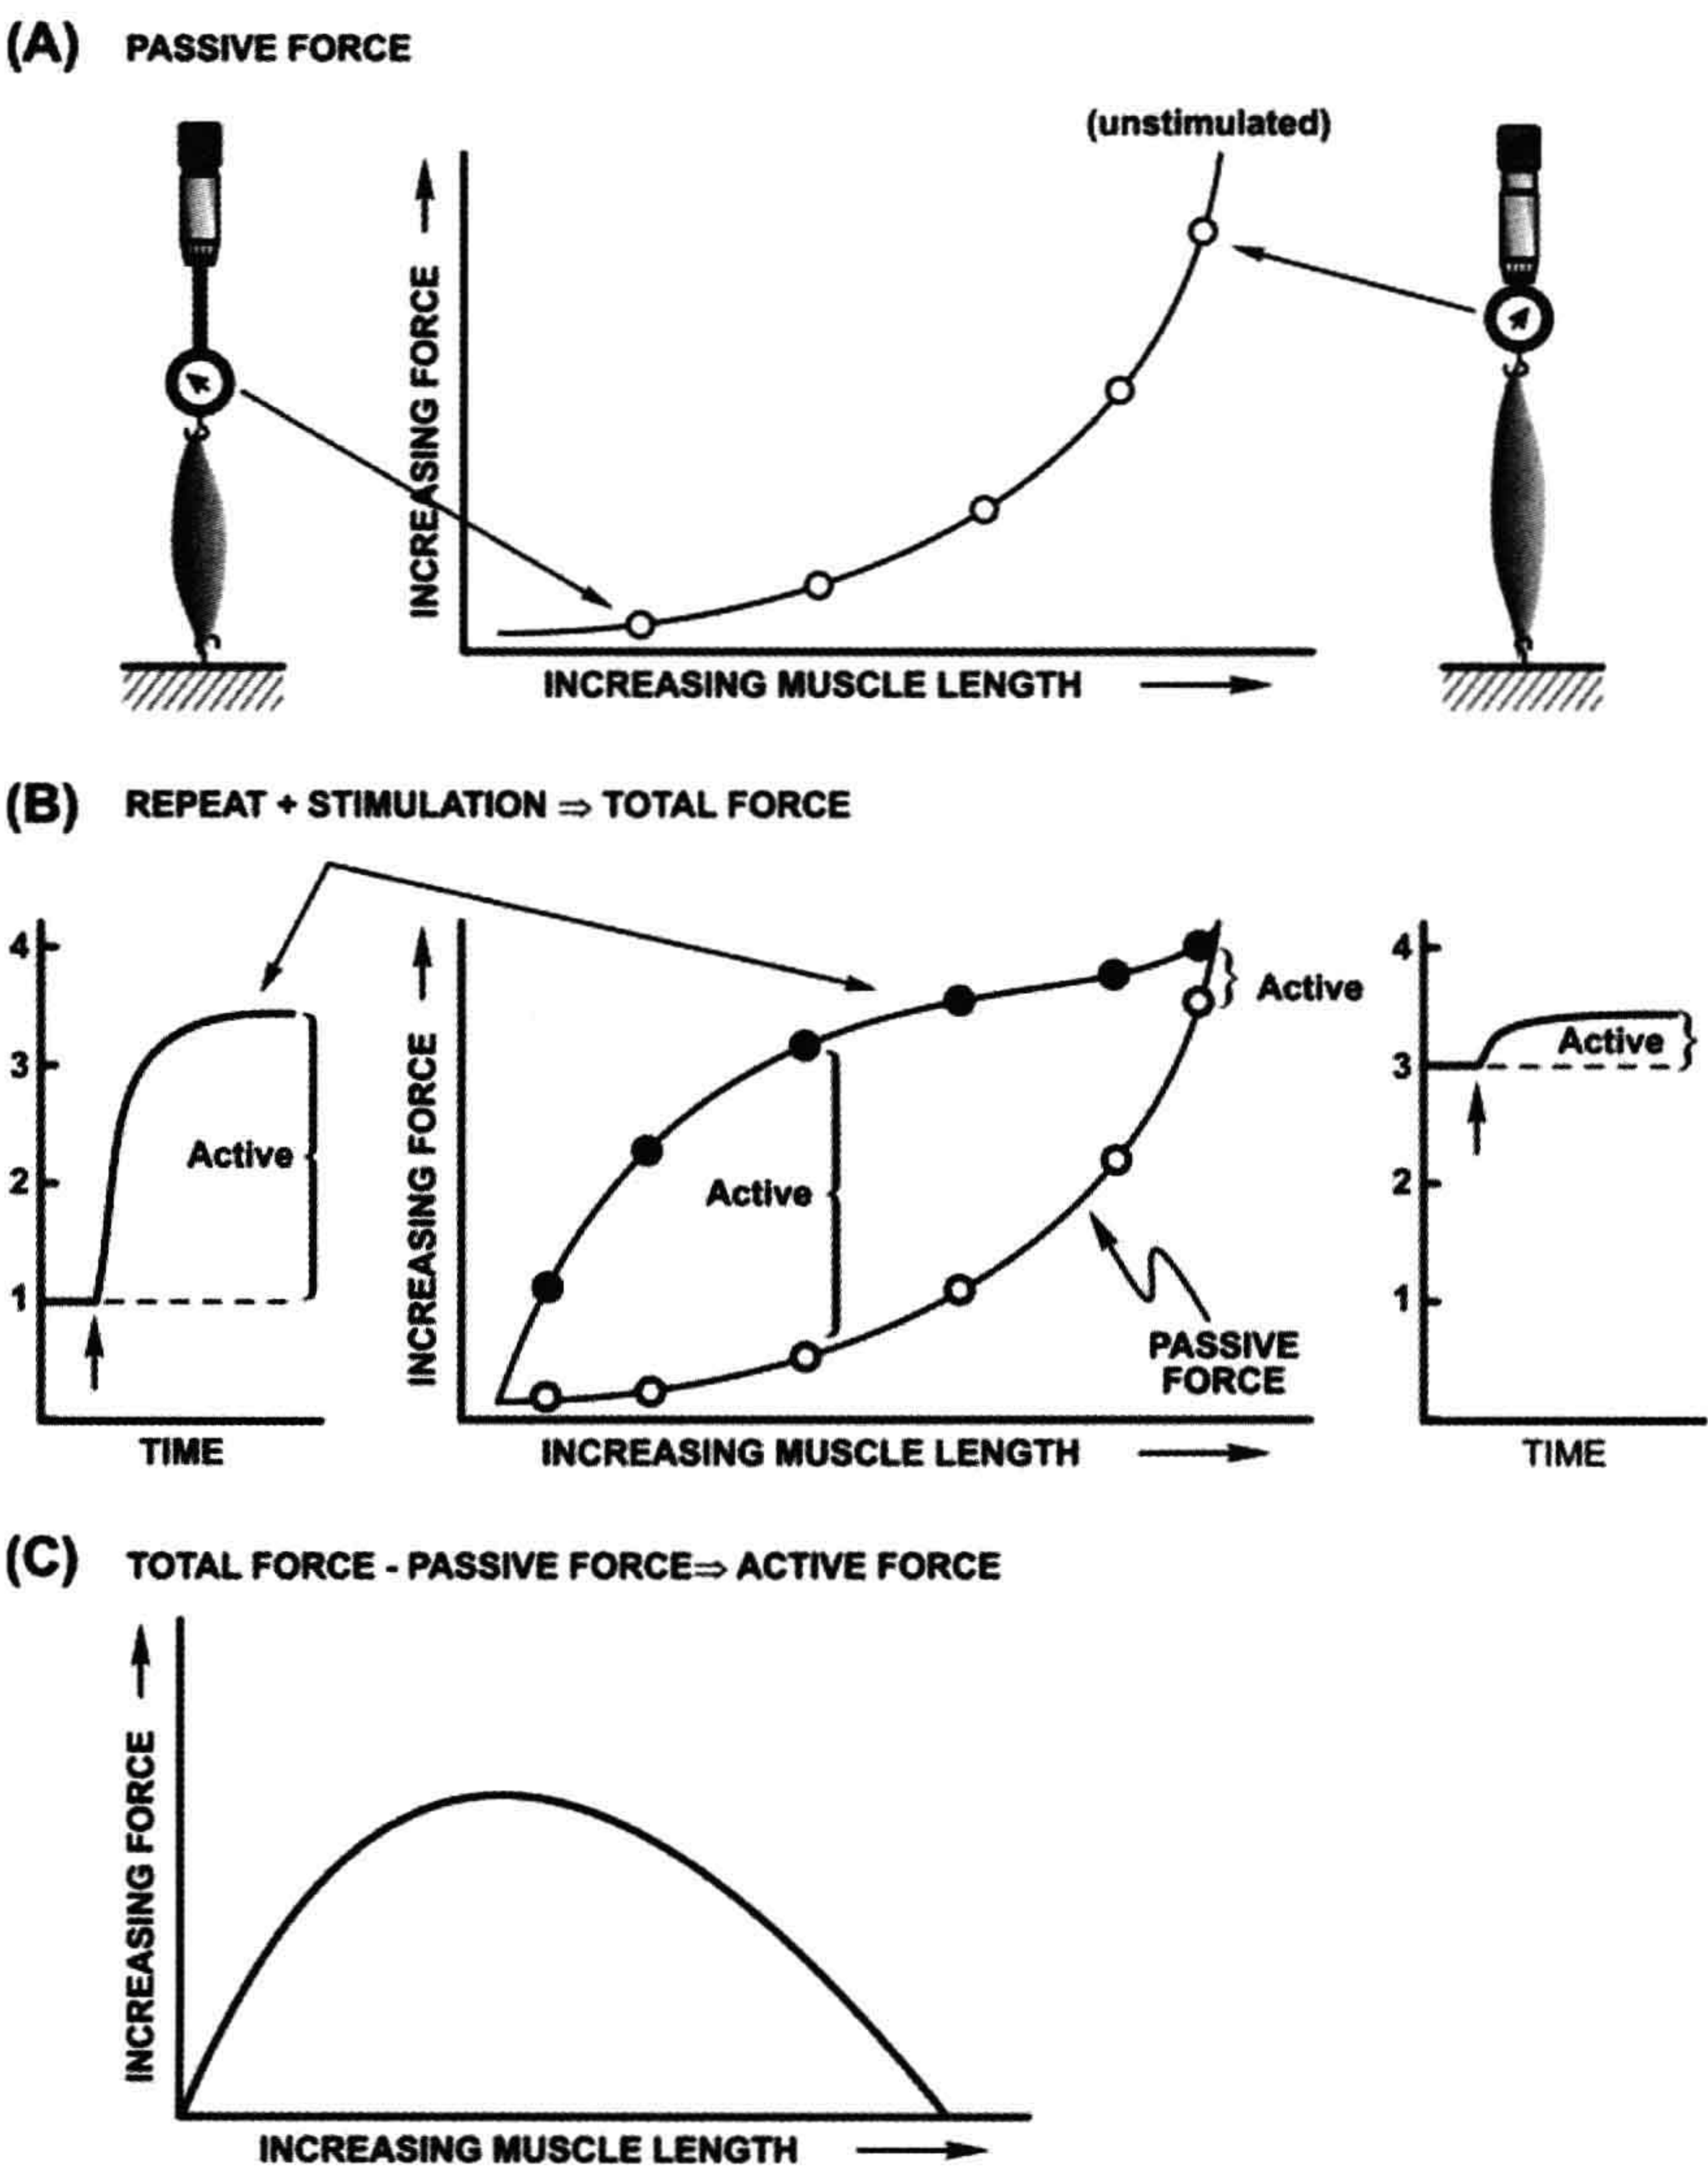 (A) PASSIVE FORCE
(unstimulated)
INCREASING FORCE
INCREASING MUSCLE LENGTH
(B) REPEAT + STIMULATION ⇒ TOTAL FORCE
4
3
2
1
Active
TIME
INCREASING FORCE
Active
Active
PASSIVE
FORCE
INCREASING MUSCLE LENGTH
4
3
2
1
Active
TIME
(C) TOTAL FORCE - PASSIVE FORCE⇒ ACTIVE FORCE
INCREASING FORCE
INCREASING MUSCLE LENGTH